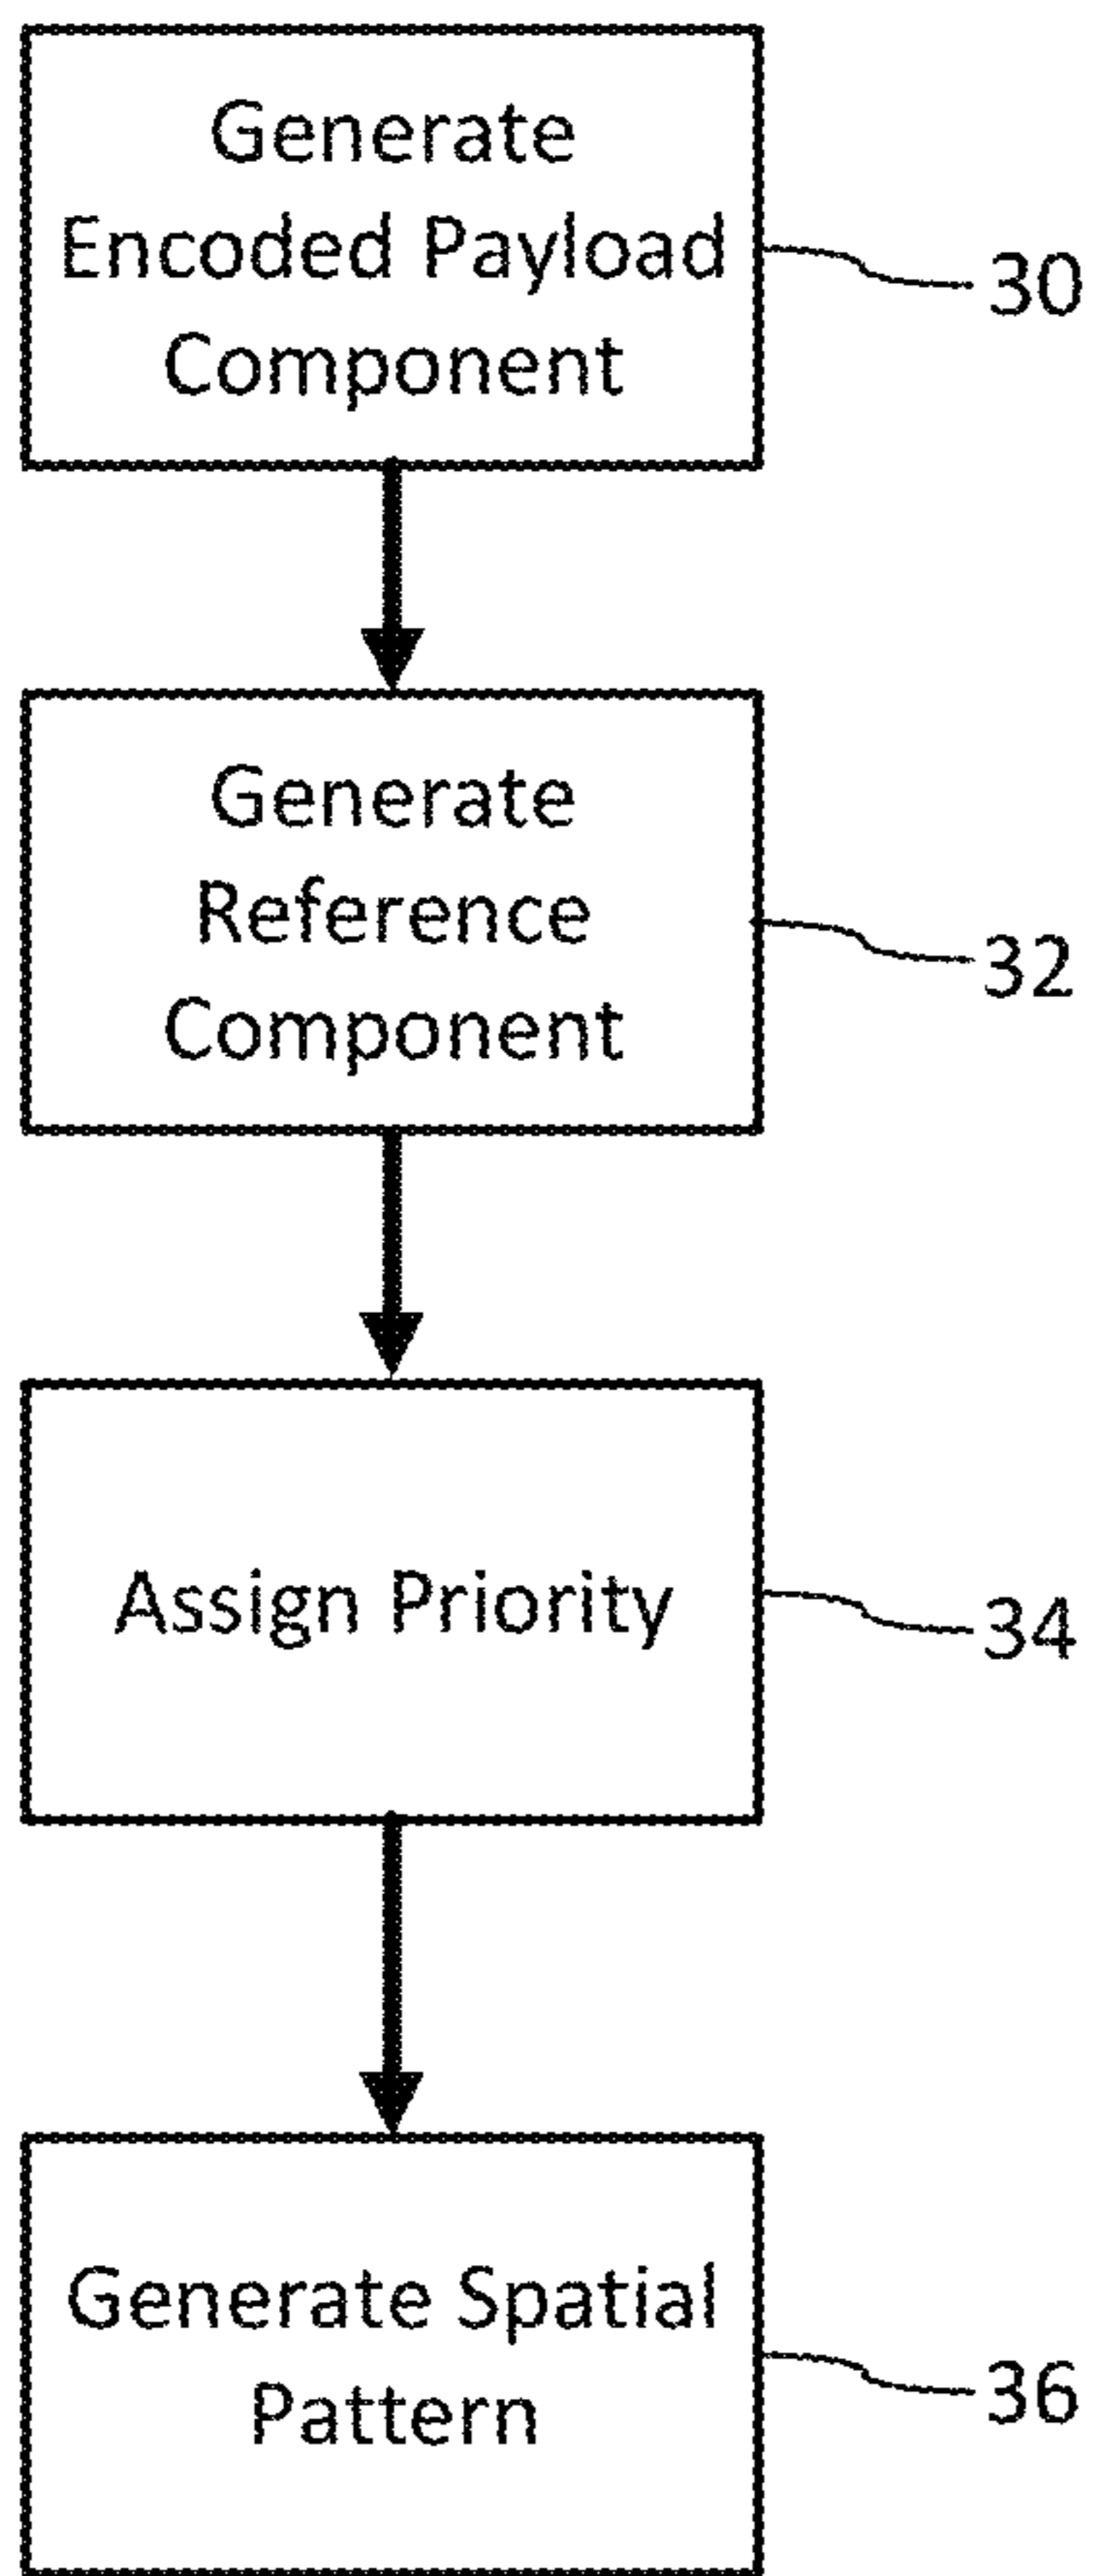 Generate
Encoded Payload
Component
30
Generate
Reference
Component
32
Assign Priority
34
Generate Spatial
Pattern
36